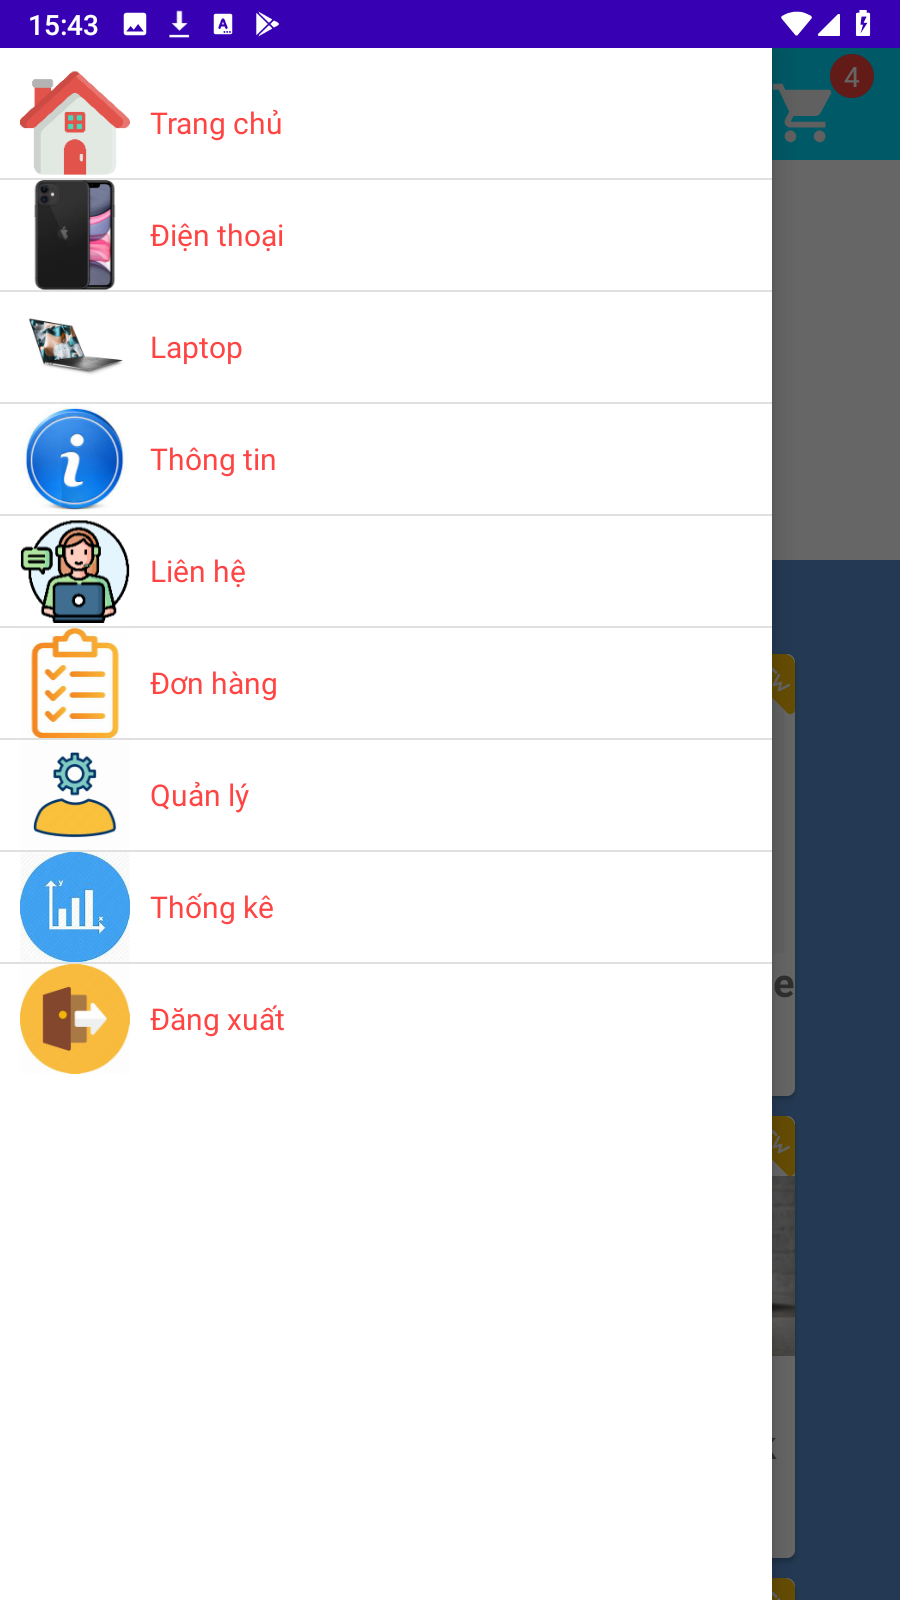 15:43
4
Trang chủ
Điện thoại
Laptop
Thông tin
Liên hệ
Đơn hàng
Quản lý
Thống kê
Đăng xuất
e